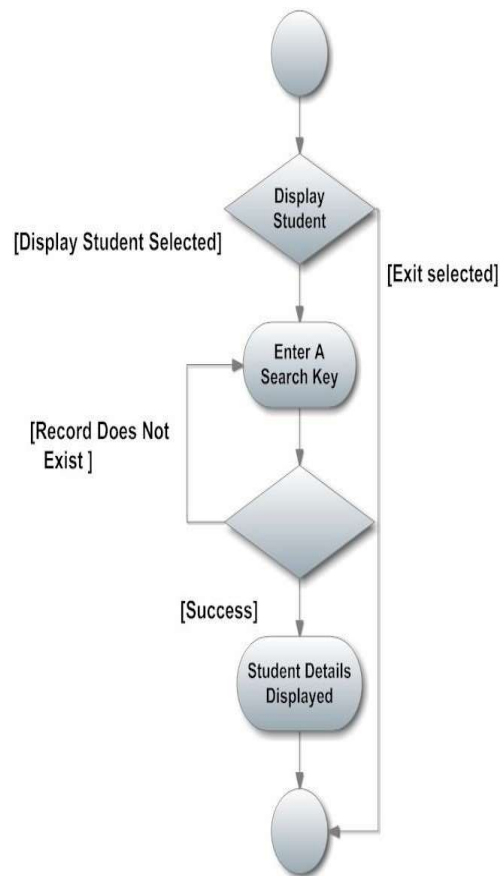 Display
Student
[Display Student Selected]
[Exit selected]
Enter A
Search Key
[Record Does Not
Exist ]
[Success]
Student Details
Displayed